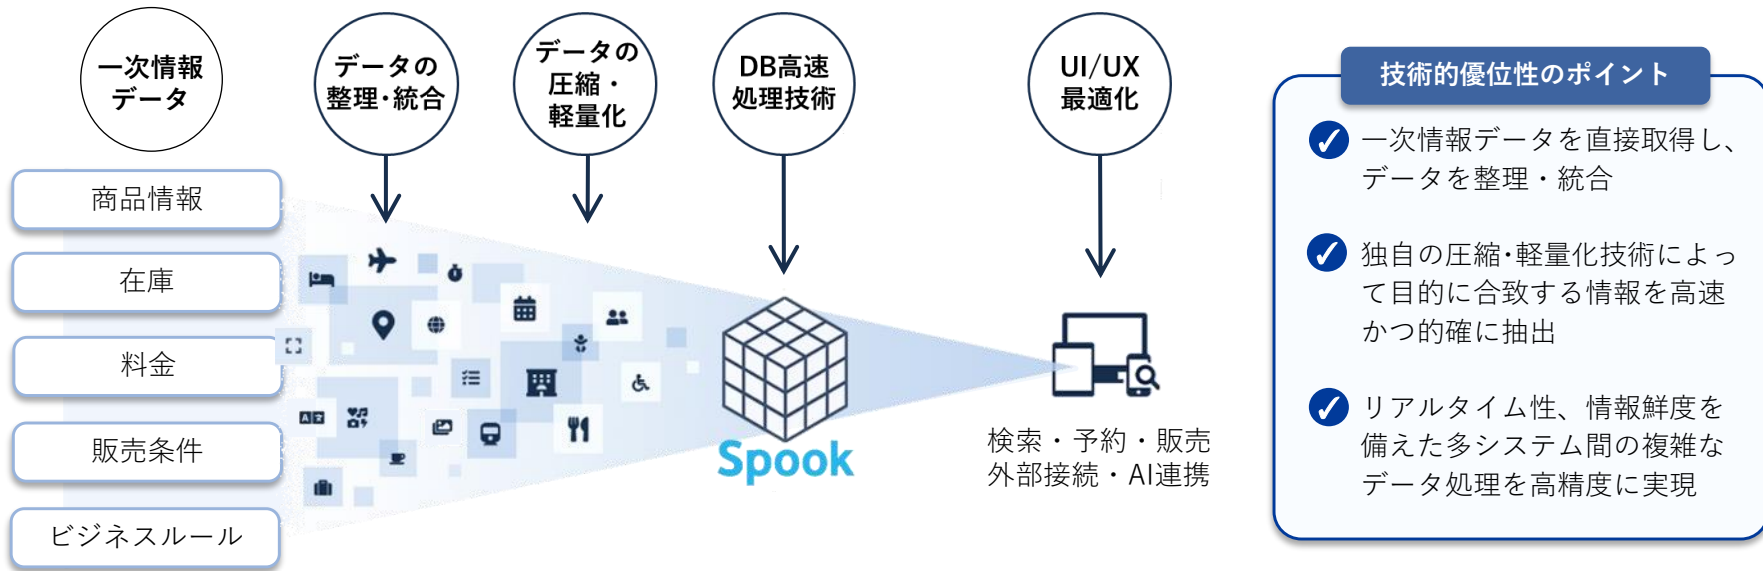 一次情報
データ
データの
整理･統合
データの
圧縮・
軽量化
DB高速
処理技術
UI/UX
最適化
商品情報
在庫
料金
販売条件
ビジネスルール
Spook
検索・予約・販売
外部接続・AI連携
技術的優位性のポイント
一次情報データを直接取得し、
データを整理・統合
独自の圧縮･軽量化技術によっ
て目的に合致する情報を高速
かつ的確に抽出
リアルタイム性、情報鮮度を
備えた多システム間の複雑な
データ処理を高精度に実現